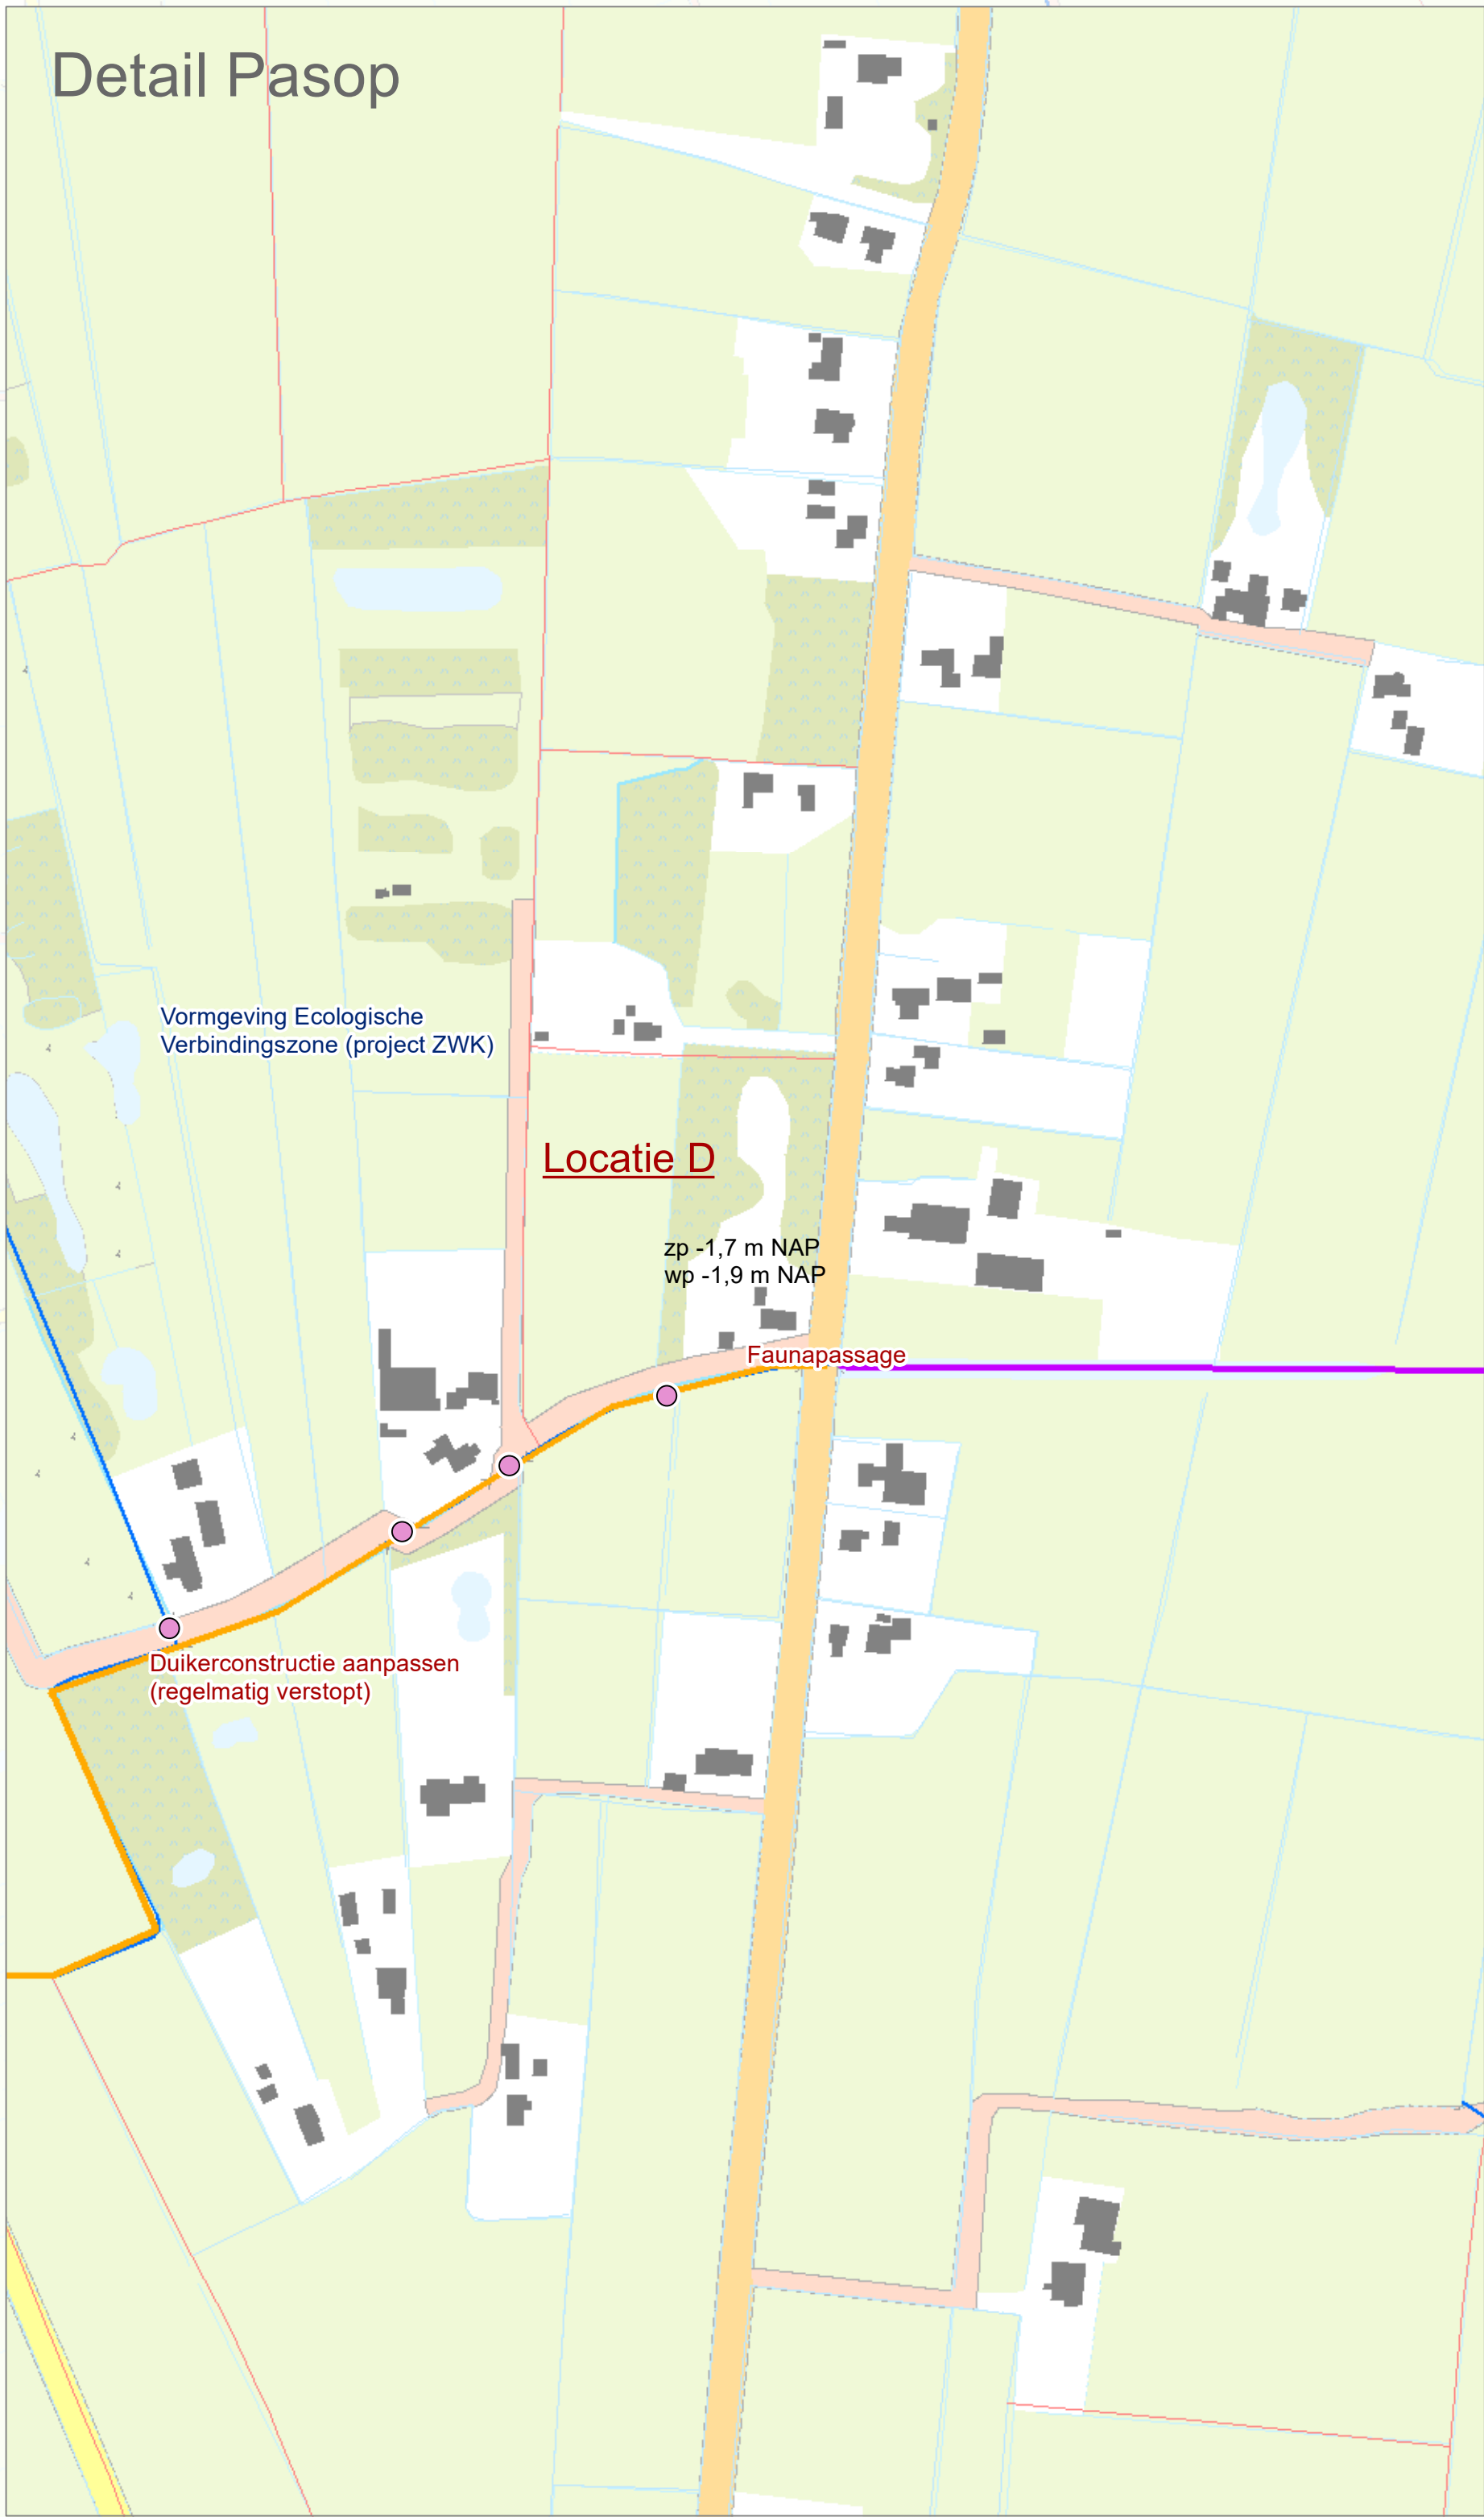 Detail Pasop
Vormgeving Ecologische
Verbindingszone (project ZWK)
Locatie D
zp -1,7 m NAP
wp -1,9 m NAP
Faunapassage
Duikerconstructie aanpassen
(regelmatig verstopt)